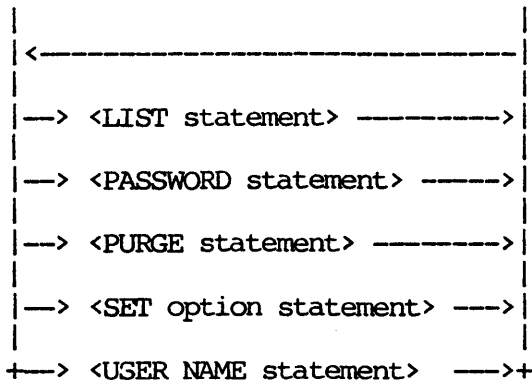 <LIST statement>
<PASSWORD statement>
<PURGE statement>
<SET option statement>
<USER NAME statement>